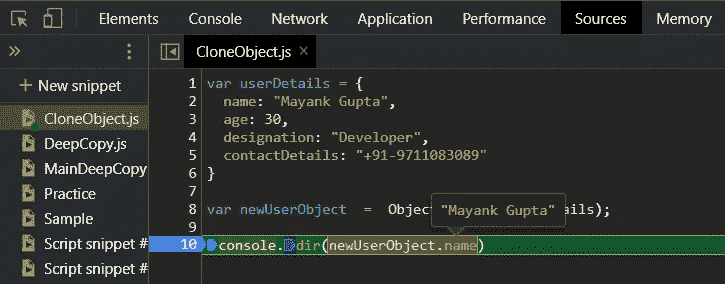 Elements Console Network Application Performance Sources Memory
» CloneObject.js ×
+ New snippet
CloneObject.js
DeepCopy.js
MainDeepCopy
Practice
Sample
Script snippet #
Script snippet #
1 var userDetails = {
2 name: "Mayank Gupta",
3 age: 30,
4 designation: "Developer",
5 contactDetails: "+91-9711083089"
6 }
7
8 var newUserObject = Object ails);
"Mayank Gupta"
9
10 console.dir(newUserObject.name)